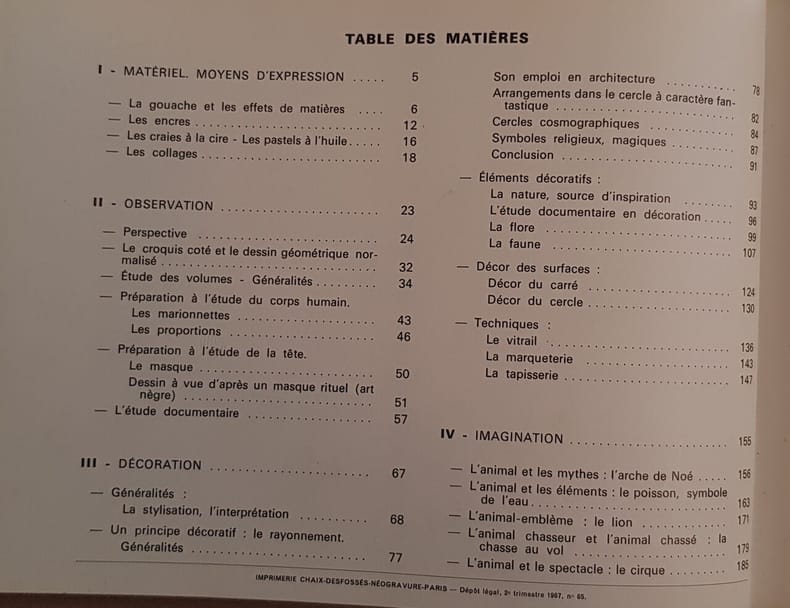 TABLE DES MATIÈRES
I - MATÉRIEL. MOYENS D'EXPRESSION ..... 5
— La gouache et les effets de matières .... 6
— Les encres ............................ 12
— Les craies à la cire - Les pastels à l'huile..... 16
— Les collages ........................... 18
II - OBSERVATION ....................... 23
— Perspective ........................... 24
— Le croquis coté et le dessin géométrique nor-
malisé ................................. 32
— Étude des volumes - Généralités ......... 34
— Préparation à l'étude du corps humain.
Les marionnettes ..................... 43
Les proportions ...................... 46
— Préparation à l'étude de la tête.
Le masque ........................... 50
Dessin à vue d'après un masque rituel (art
nègre) ............................ 51
— L'étude documentaire .................. 57
III - DÉCORATION ....................... 67
— Généralités :
La stylisation, l'interprétation .......... 68
— Un principe décoratif : le rayonnement.
Généralités .......................... 77
Son emploi en architecture .......... 78
Arrangements dans le cercle à caractère fan-
tastique .......................... 82
Cercles cosmographiques ............ 84
Symboles religieux, magiques ......... 87
Conclusion ......................... 91
— Éléments décoratifs :
La nature, source d'inspiration ....... 93
L'étude documentaire en décoration ..... 96
La flore ............................ 99
La faune ........................... 107
— Décor des surfaces :
Décor du carré ..................... 124
Décor du cercle ..................... 130
— Techniques :
Le vitrail ........................... 136
La marqueterie ..................... 143
La tapisserie ........................ 147
IV - IMAGINATION ....................... 155
— L'animal et les mythes : l'arche de Noé ..... 156
— L'animal et les éléments : le poisson, symbole
de l'eau ............................. 163
— L'animal-emblème : le lion ............ 171
— L'animal chasseur et l'animal chassé : la
chasse au vol ....................... 179
— L'animal et le spectacle : le cirque ......... 185
IMPRIMERIE CHAIX-DESFOSSÉS-NÉOGRAVURE-PARIS — Dépôt légal, 2e trimestre 1967, n° 65.